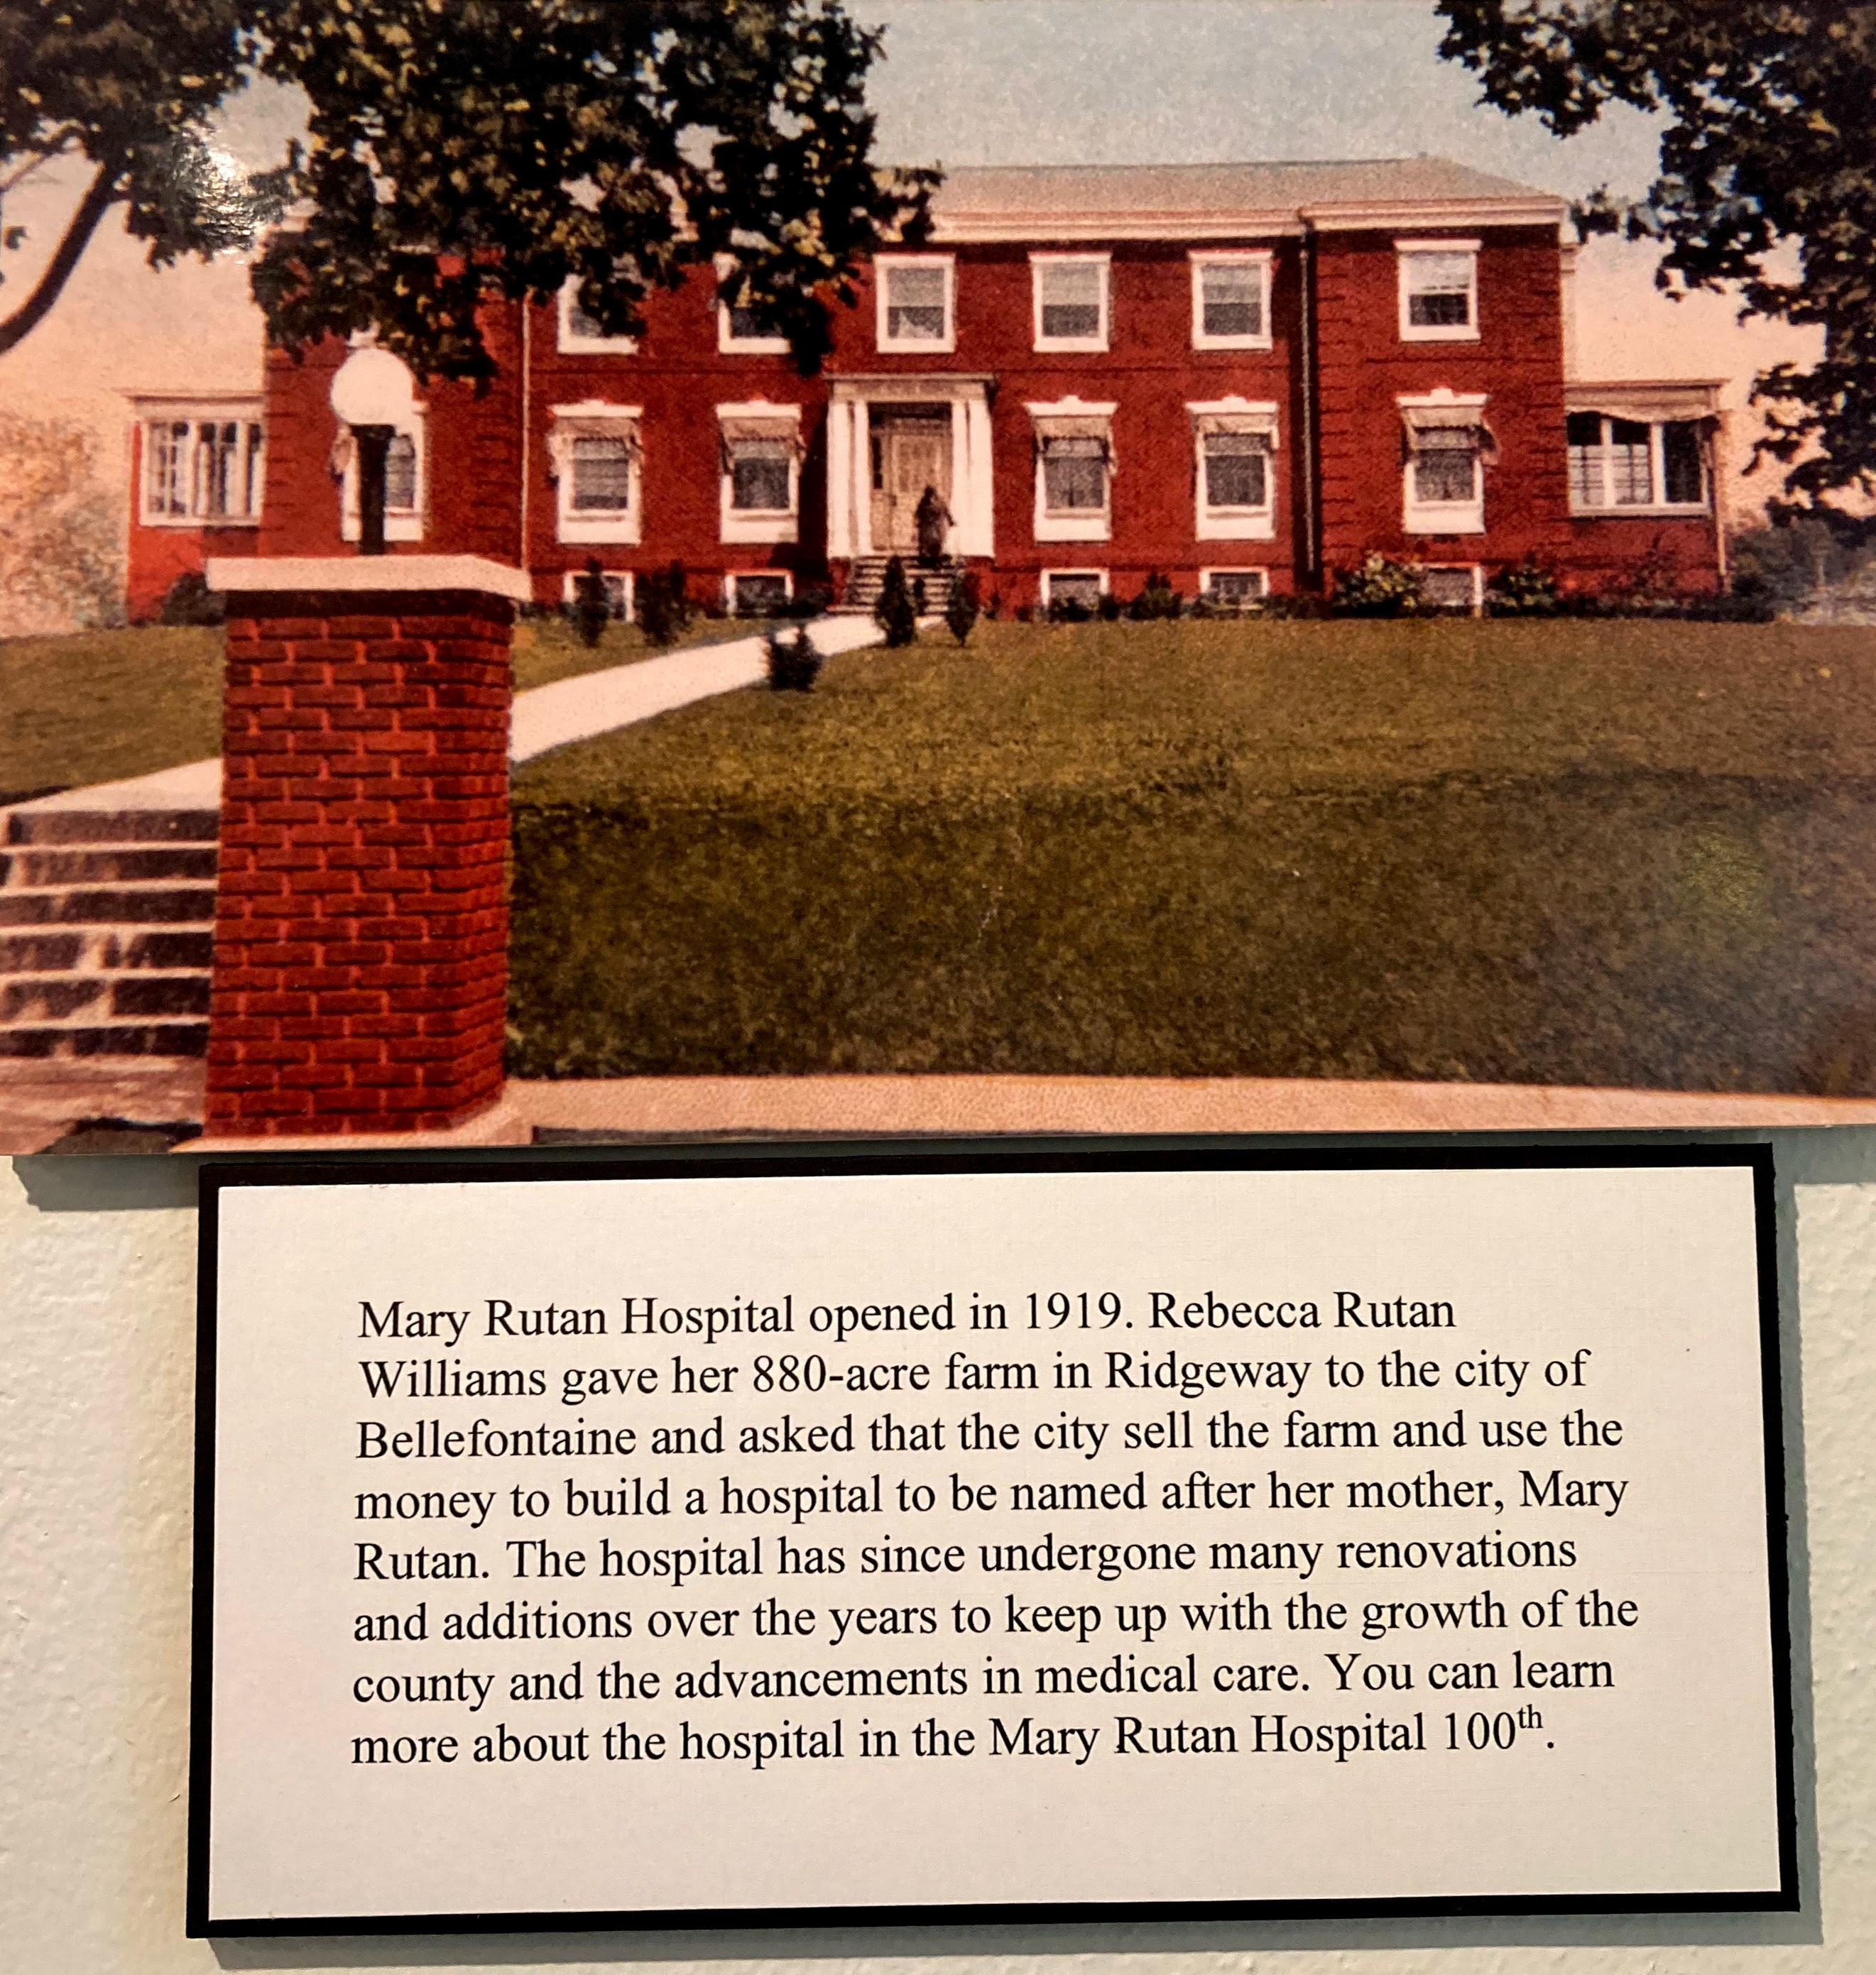 Mary Rutan Hospital opened in 1919. Rebecca Rutan
Williams gave her 880-acre farm in Ridgeway to the city of
Bellefontaine and asked that the city sell the farm and use the
money to build a hospital to be named after her mother, Mary
Rutan. The hospital has since undergone many renovations
and additions over the years to keep up with the growth of the
county and the advancements in medical care. You can learn
more about the hospital in the Mary Rutan Hospital 100th.